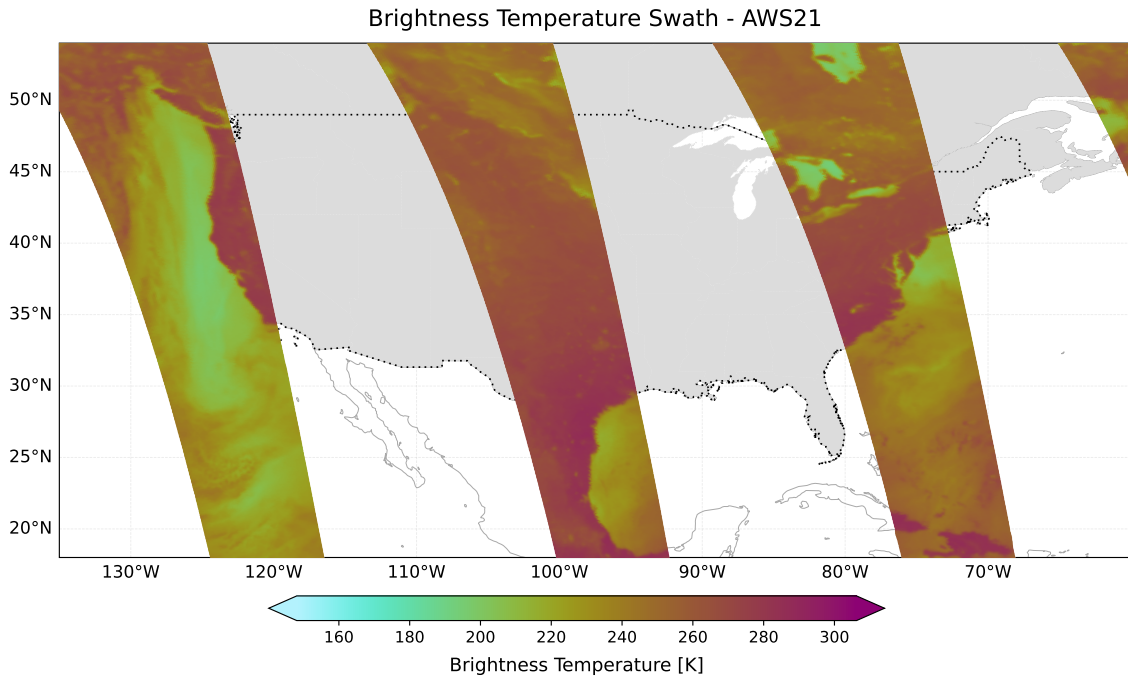 Brightness Temperature Swath - AWS21
50°N
45°N
40°N
35°N
30°N
25°N
20°N
130°W 120°W 110°W 100°W 90°W 80°W 70°W
160 180 200 220 240 260 280 300
Brightness Temperature [K]